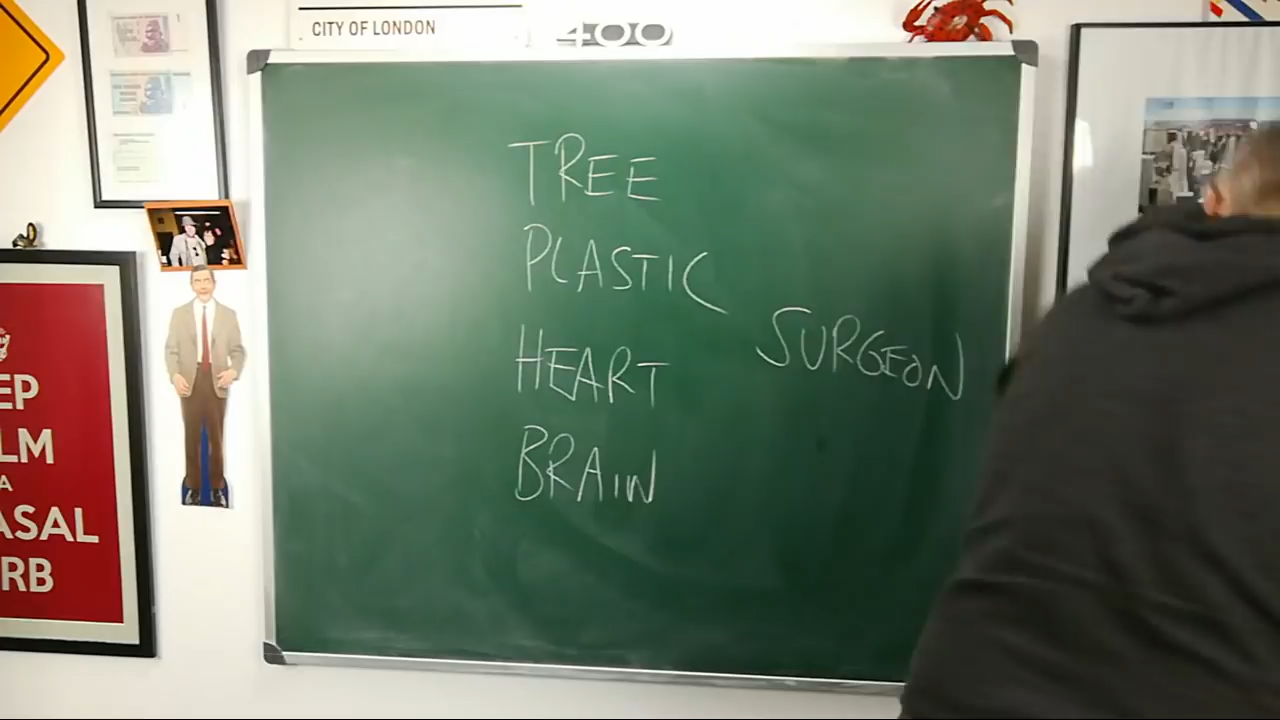 CITY OF LONDON
400
TREE
PLASTIC
HEART
SURGEON
BRAIN
EP
LM
A
ASAL
RB